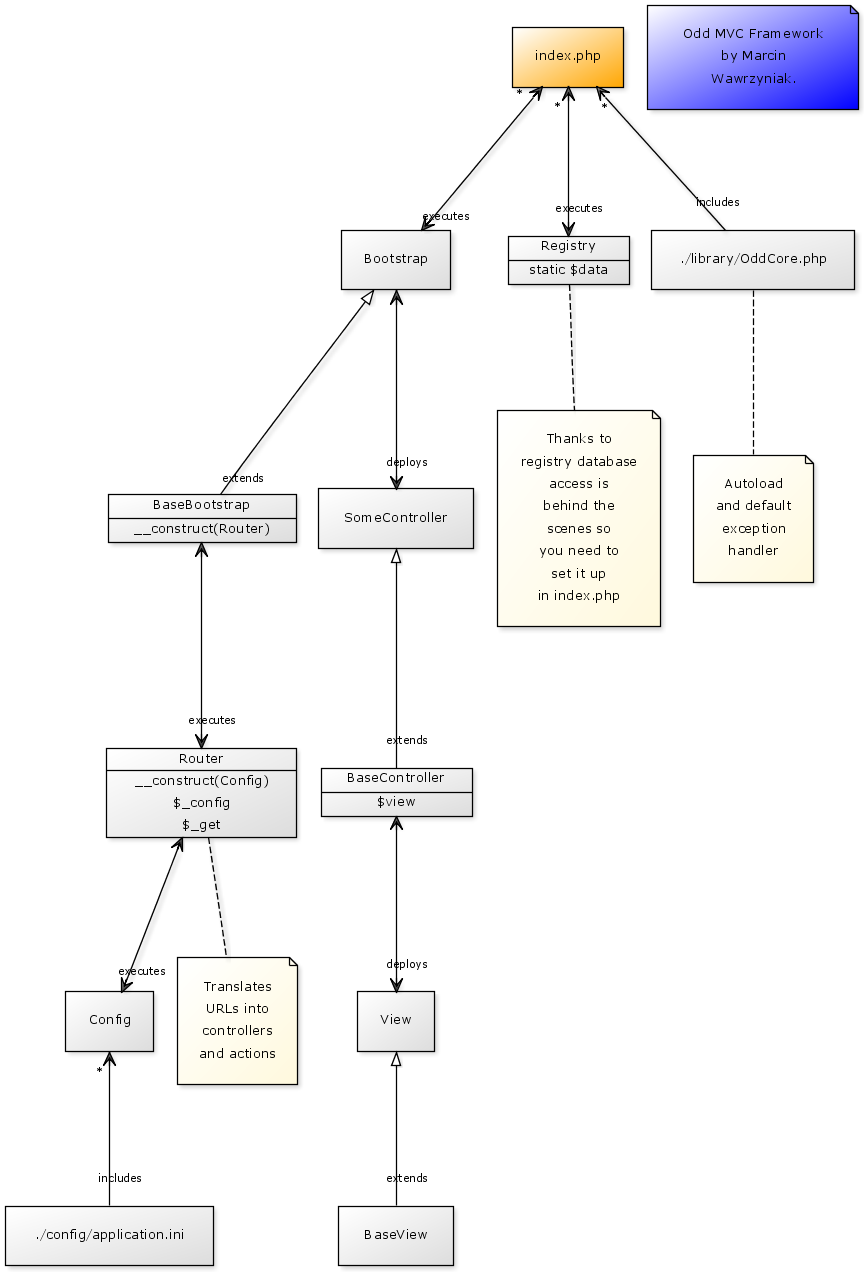 Odd MVC Framework
by Marcin
Wawrzyniak.
index.php
*
*
*
executes
executes
includes
Bootstrap
Registry
static $data
./library/OddCore.php
Thanks to
registry database
access is
behind the
scenes so
you need to
set it up
in index.php
Autoload
and default
exception
handler
extends
deploys
BaseBootstrap
__construct(Router)
SomeController
executes
extends
Router
__construct(Config)
$_config
$_get
BaseController
$view
executes
deploys
Translates
URLs into
controllers
and actions
Config
View
*
includes
extends
./config/application.ini
BaseView